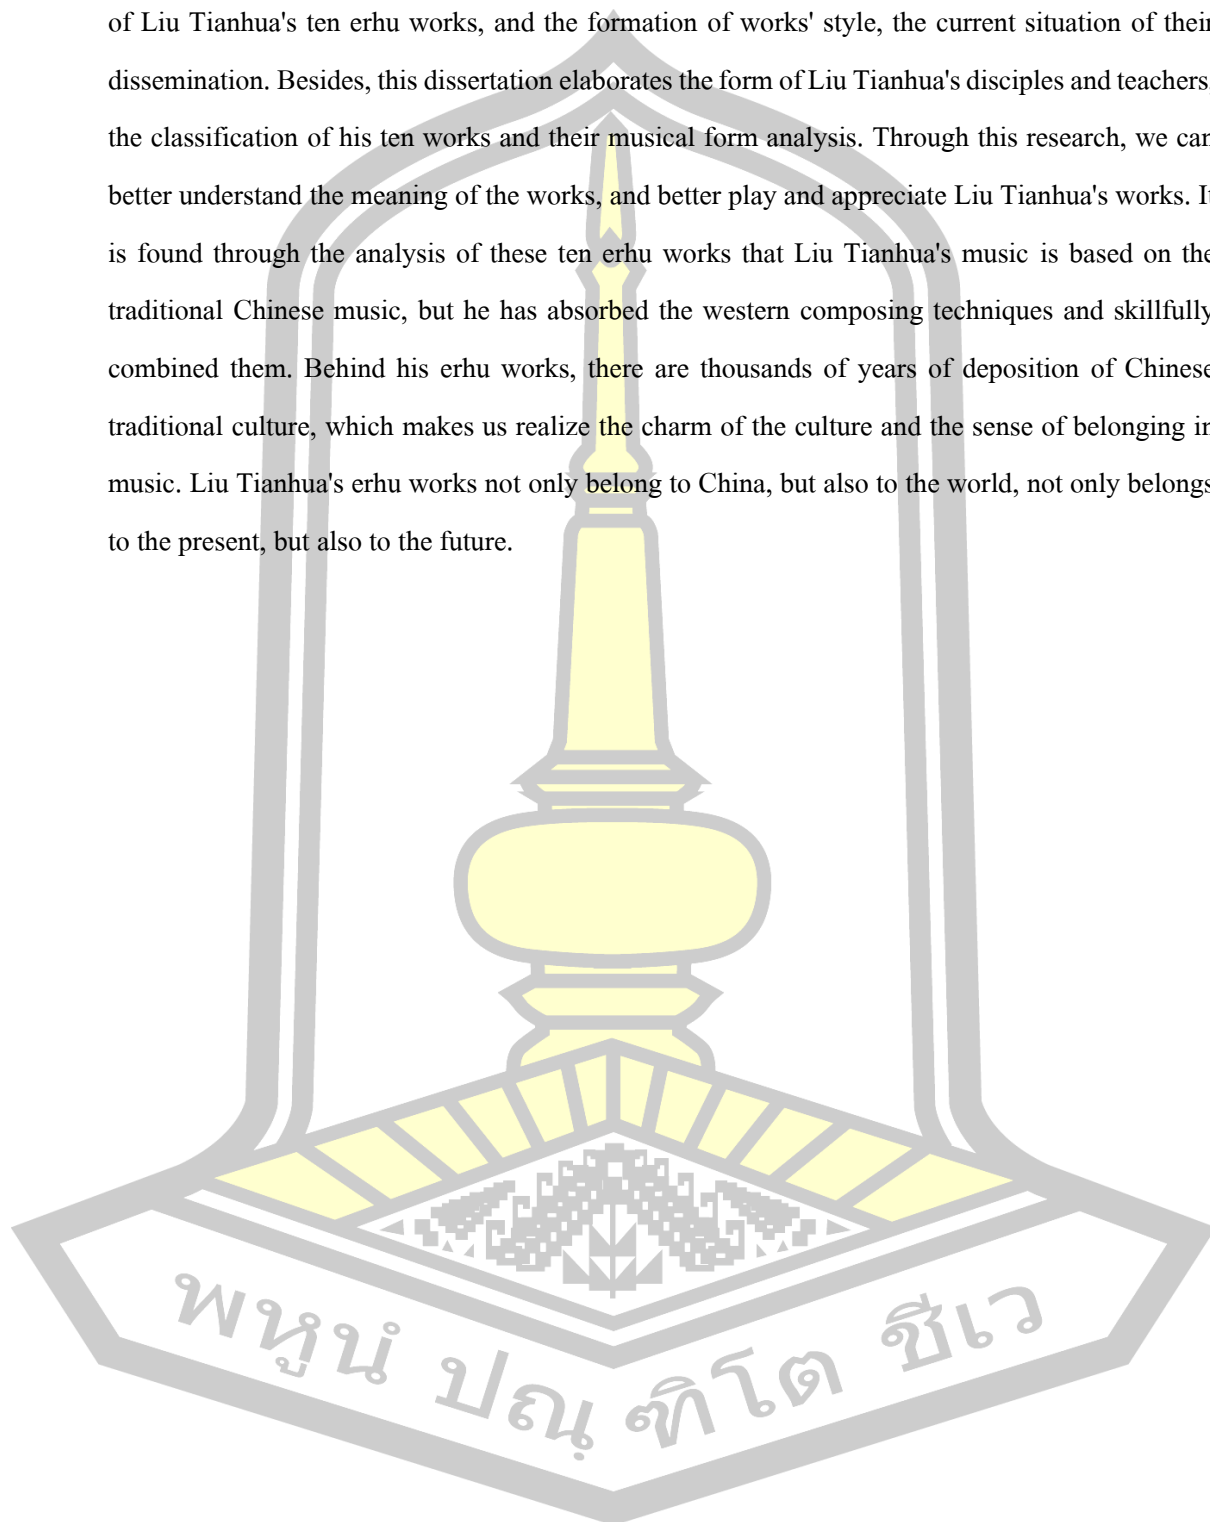 of Liu Tianhua's ten erhu works, and the formation of works' style, the current situation of their
dissemination. Besides, this dissertation elaborates the form of Liu Tianhua's disciples and teachers,
the classification of his ten works and their musical form analysis. Through this research, we can
better understand the meaning of the works, and better play and appreciate Liu Tianhua's works. It
is found through the analysis of these ten erhu works that Liu Tianhua's music is based on the
traditional Chinese music, but he has absorbed the western composing techniques and skillfully
combined them. Behind his erhu works, there are thousands of years of deposition of Chinese
traditional culture, which makes us realize the charm of the culture and the sense of belonging in
music. Liu Tianhua's erhu works not only belong to China, but also to the world, not only belongs
to the present, but also to the future.
พหูนํ ปณฺฑิโต ชีเว